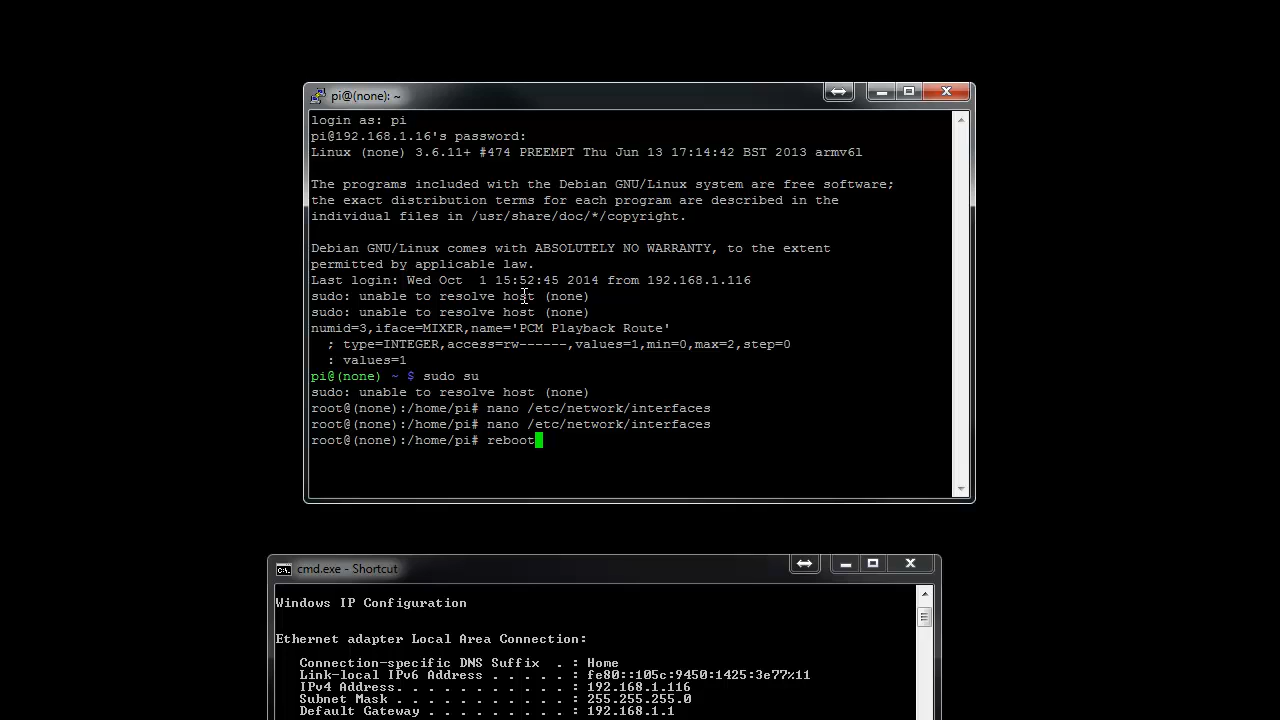 pi@(none): ~
login as: pi
pi@192.168.1.16's password:
Linux (none) 3.6.11+ #474 PREEMPT Thu Jun 13 17:14:42 BST 2013 armv6l
The programs included with the Debian GNU/Linux system are free software;
the exact distribution terms for each program are described in the
individual files in /usr/share/doc/*/copyright.
Debian GNU/Linux comes with ABSOLUTELY NO WARRANTY, to the extent
permitted by applicable law.
Last login: Wed Oct  1 15:52:45 2014 from 192.168.1.116
sudo: unable to resolve host (none)
sudo: unable to resolve host (none)
numid=3,iface=MIXER,name='PCM Playback Route'
  ; type=INTEGER,access=rw------,values=1,min=0,max=2,step=0
  : values=1
pi@(none) ~ $ sudo su
sudo: unable to resolve host (none)
root@(none):/home/pi# nano /etc/network/interfaces
root@(none):/home/pi# nano /etc/network/interfaces
root@(none):/home/pi# reboot
cmd.exe - Shortcut
Windows IP Configuration
Ethernet adapter Local Area Connection:
Connection-specific DNS Suffix  . : Home
Link-local IPv6 Address . . . . . : fe80::105c:9450:1425:3e77%11
IPv4 Address. . . . . . . . . . . : 192.168.1.116
Subnet Mask . . . . . . . . . . . : 255.255.255.0
Default Gateway . . . . . . . . . : 192.168.1.1